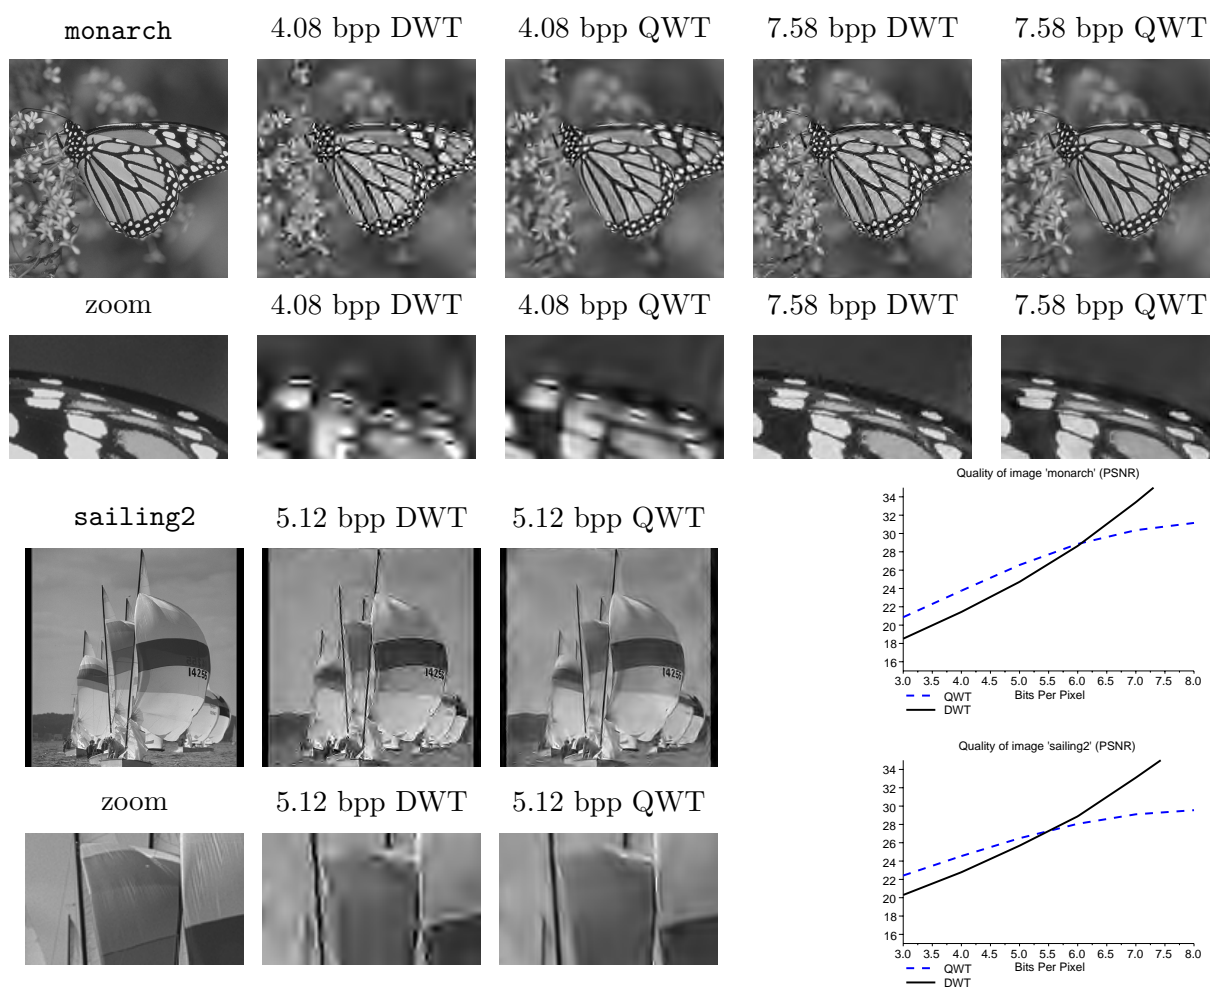 monarch 4.08 bpp DWT 4.08 bpp QWT 7.58 bpp DWT 7.58 bpp QWT
zoom 4.08 bpp DWT 4.08 bpp QWT 7.58 bpp DWT 7.58 bpp QWT
sailing2 5.12 bpp DWT 5.12 bpp QWT
14256
14252
14256
zoom 5.12 bpp DWT 5.12 bpp QWT
Quality of image 'monarch' (PSNR)
34
32
30
28
26
24
22
20
18
16
3.0 3.5 4.0 4.5 5.0 5.5 6.0 6.5 7.0 7.5 8.0
Bits Per Pixel
QWT
DWT
Quality of image 'sailing2' (PSNR)
34
32
30
28
26
24
22
20
18
16
3.0 3.5 4.0 4.5 5.0 5.5 6.0 6.5 7.0 7.5 8.0
Bits Per Pixel
QWT
DWT